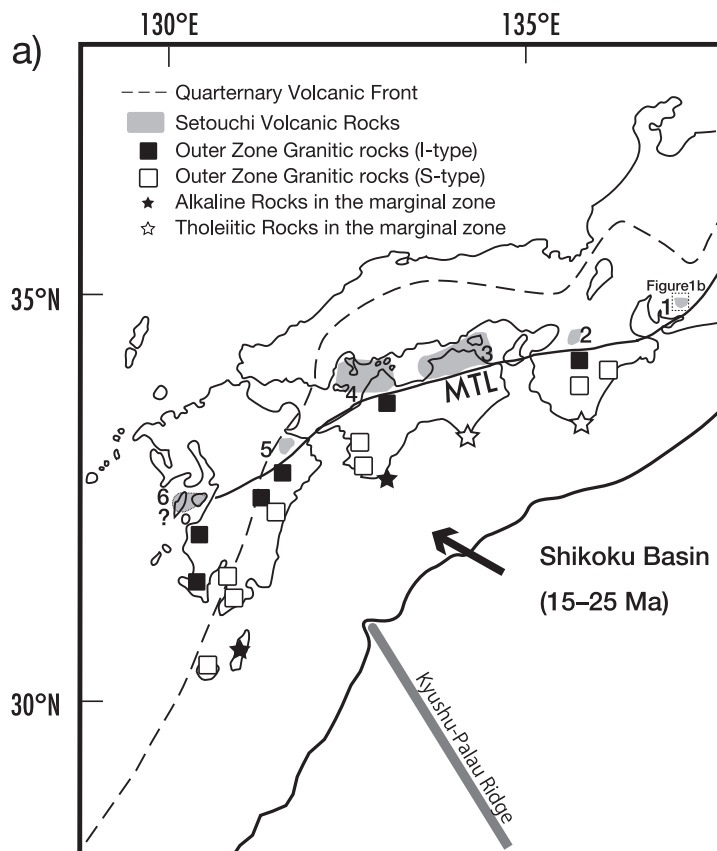 130°E
135°E
a)
Quarternary Volcanic Front
Setouchi Volcanic Rocks
Outer Zone Granitic rocks (I-type)
Outer Zone Granitic rocks (S-type)
Alkaline Rocks in the marginal zone
Tholeiitic Rocks in the marginal zone
35°N
Figure1b
1
2
3
MTL
4
5
6
?
Shikoku Basin
(15–25 Ma)
30°N
Kyushu-Palau Ridge